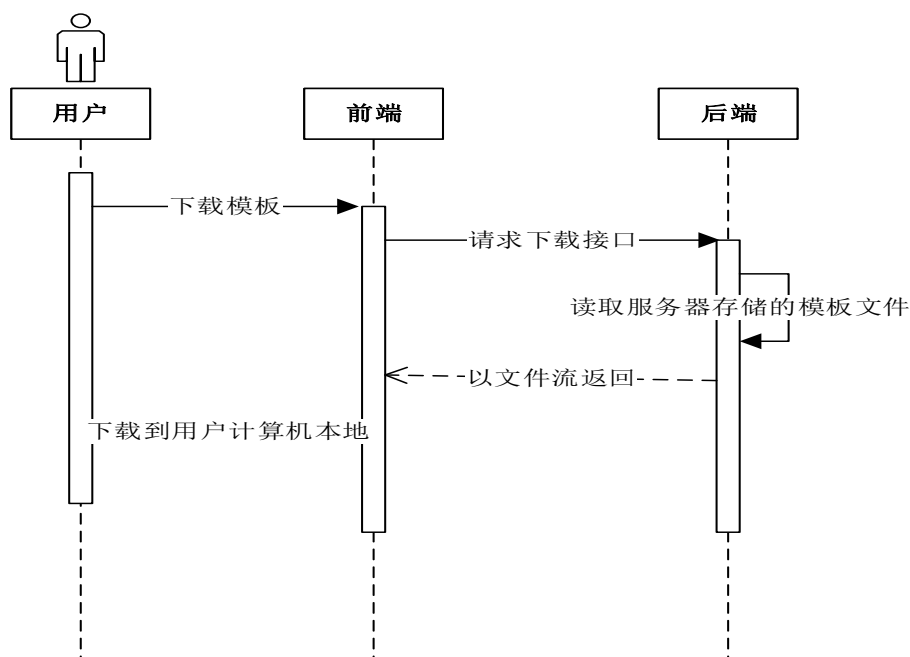 用户
前端
后端
下载模板
请求下载接口
读取服务器存储的模板文件
以文件流返回
下载到用户计算机本地